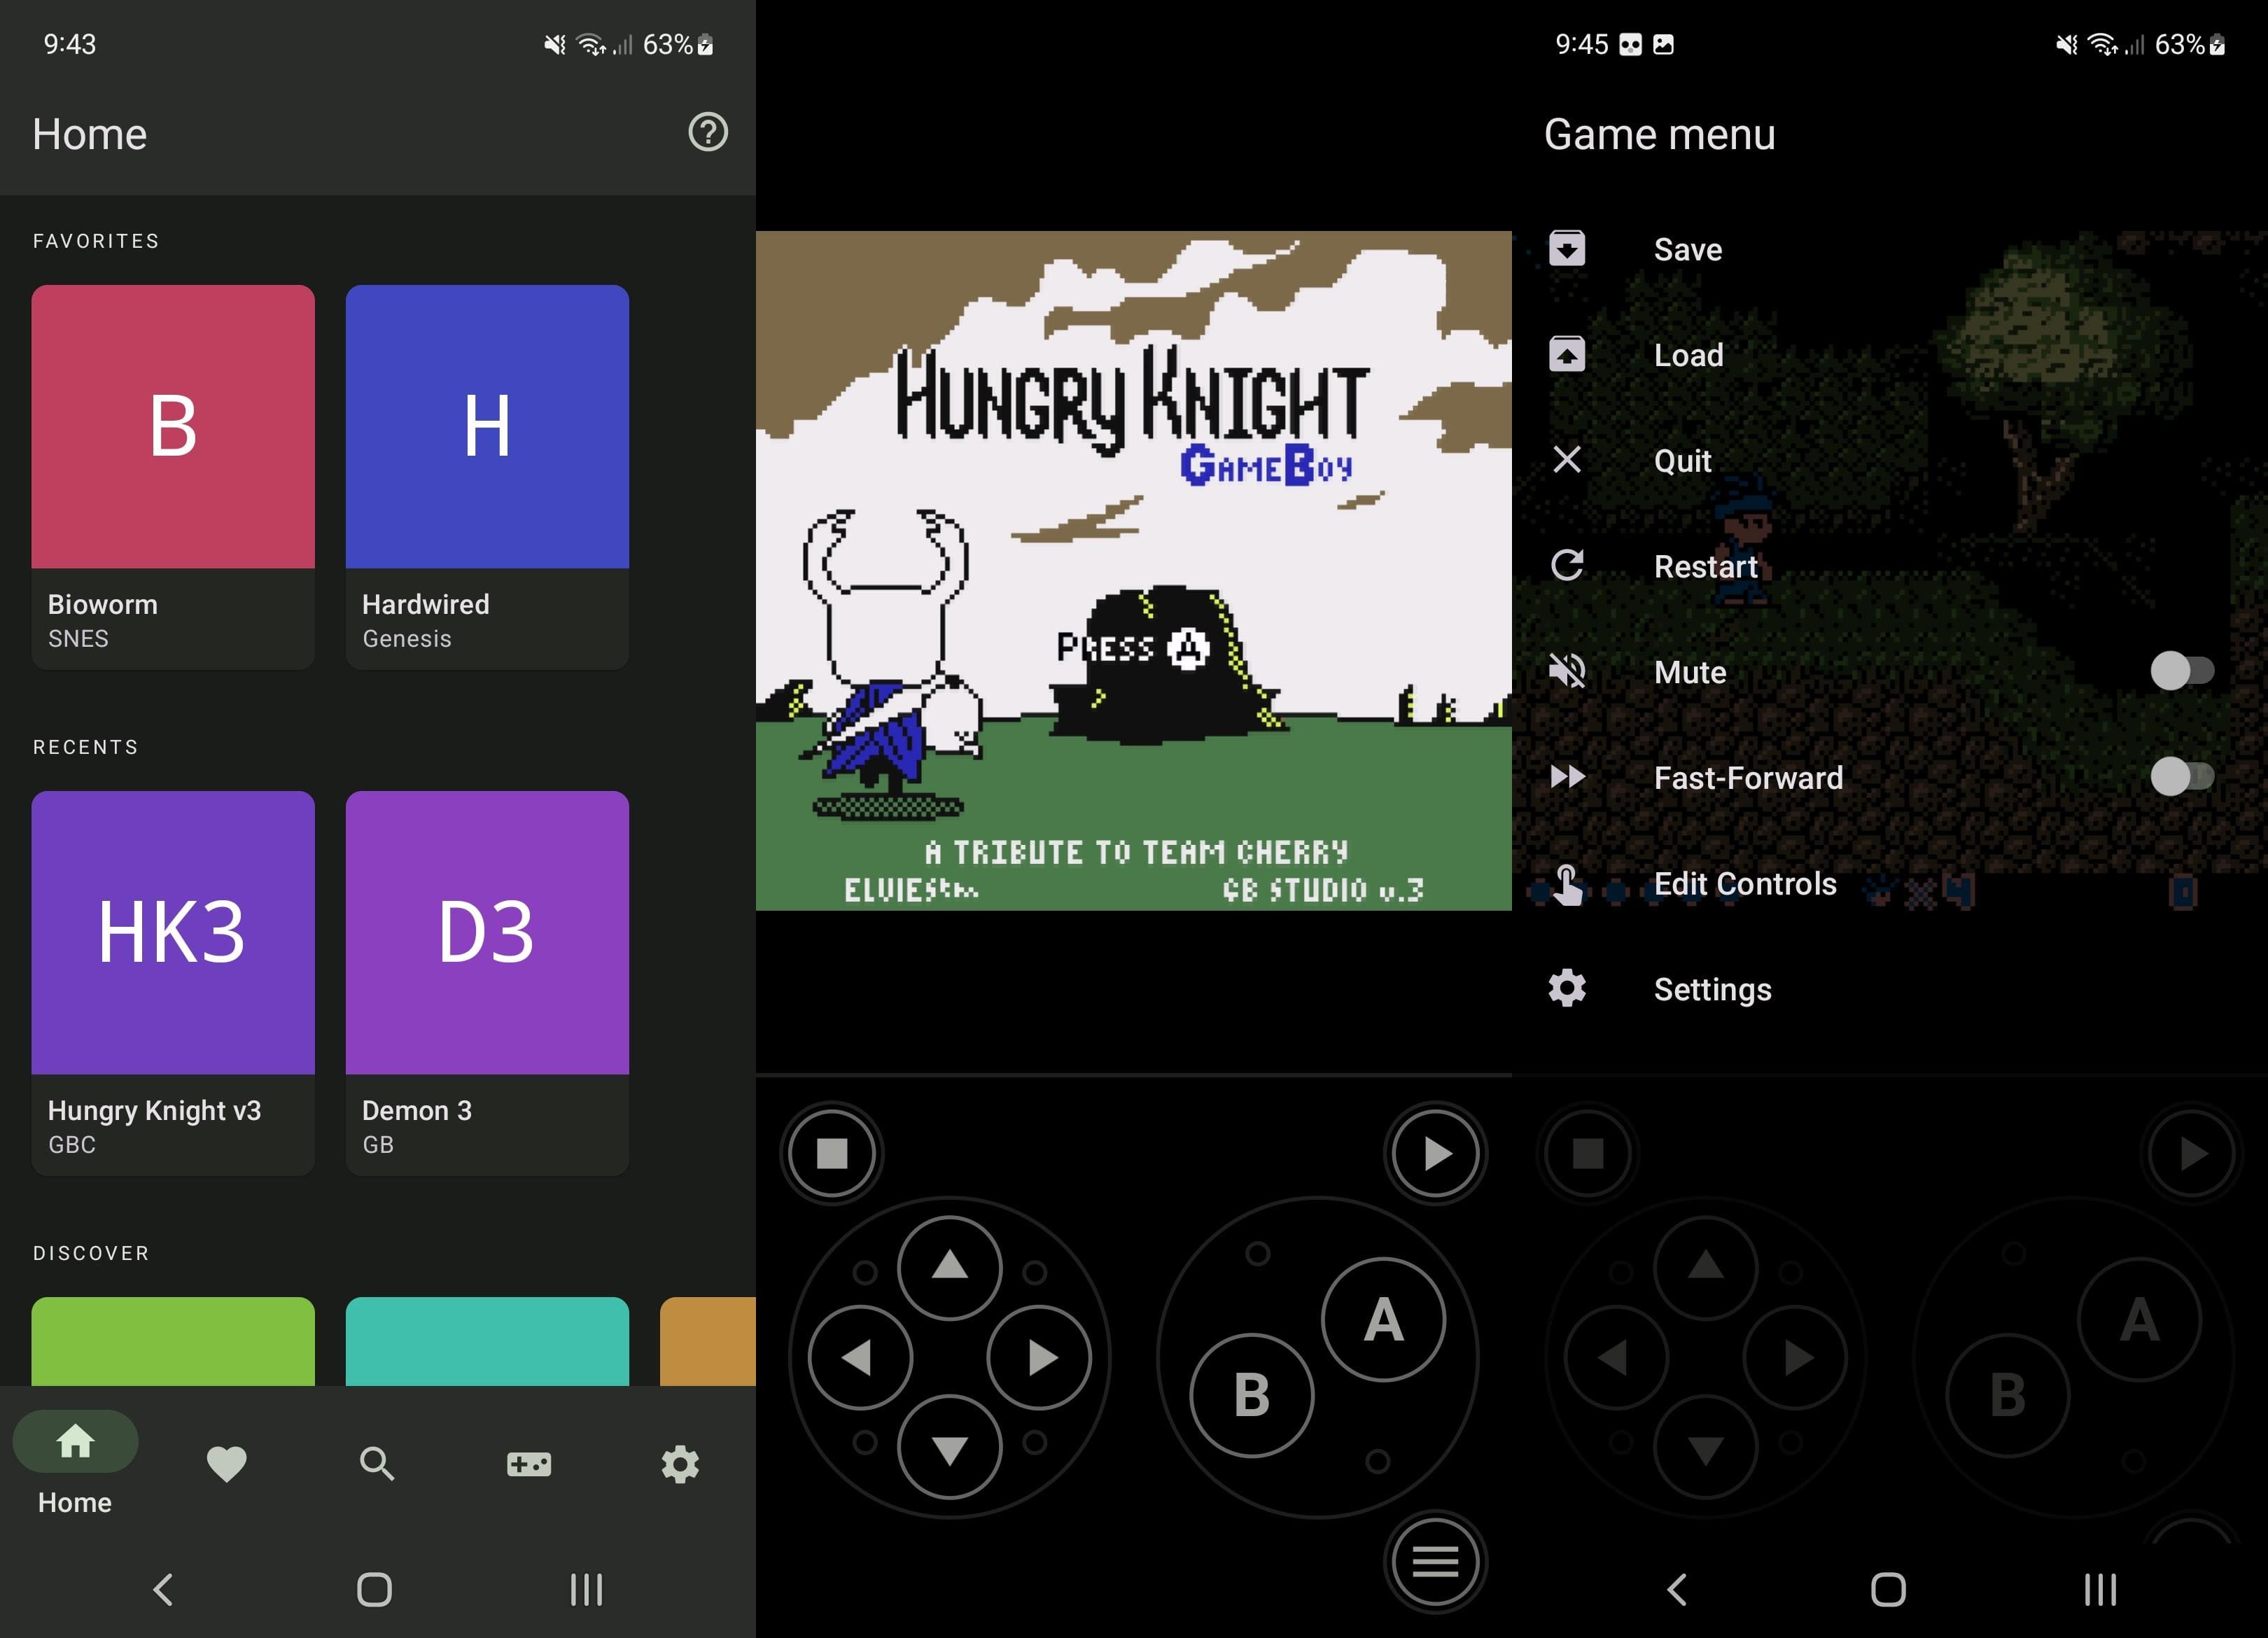 9:43
63%
Home
FAVORITES
B
H
Bioworm
SNES
Hardwired
Genesis
RECENTS
HK3
D3
Hungry Knight v3
GBC
Demon 3
GB
DISCOVER
Home
HUNGRY KNIGHT
GAMEBOY
PRESS A
A TRIBUTE TO TEAM CHERRY
GB STUDIO v.3
A
B
9:45
63%
Game menu
Save
Load
Quit
Restart
Mute
Fast-Forward
Edit Controls
Settings
A
B